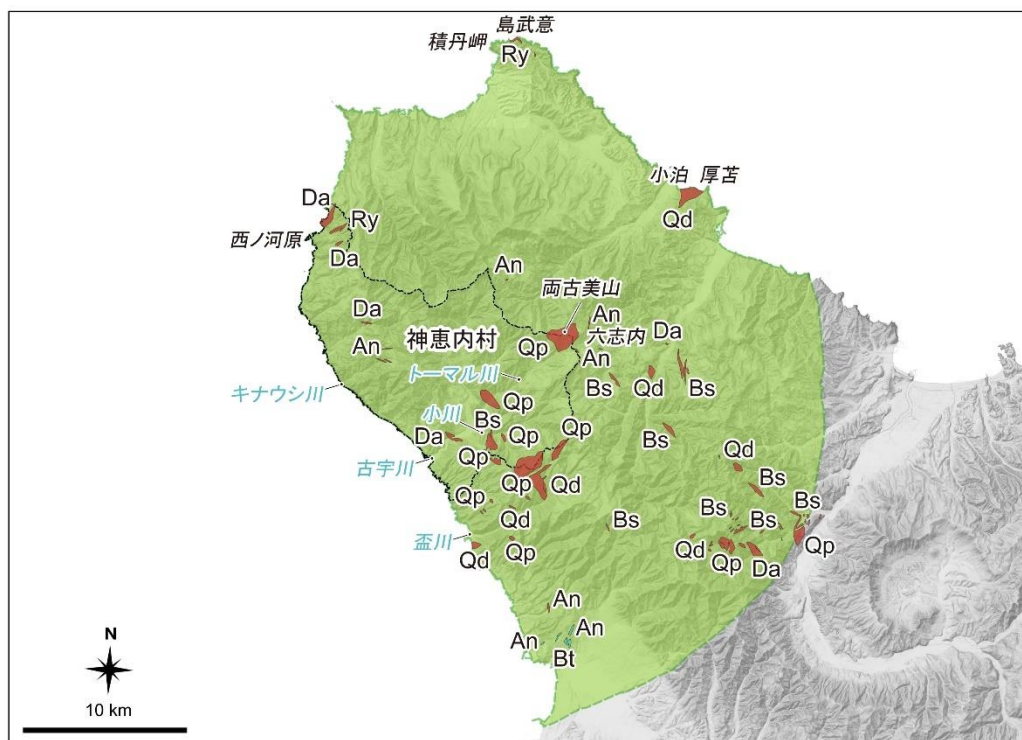 島武意
積丹岬
Ry
小泊 厚苫
Qd
Da
Ry
西ノ河原
Da
An
両古美山
Da
An
神恵内村
An
六志内
Da
Qp
An
トーマル川
キナウシ川
Bs
Qd
Bs
Qp
小川
Bs
Da
Qp
Qp
Bs
古宇川
Qp
Qd
Qp
Qp
Qd
Bs
Bs
Qd
Bs
Bs
Bs
盃川
Qd
Qp
Qd
Qp
Da
Qp
An
An
An
Bt
N
10 km